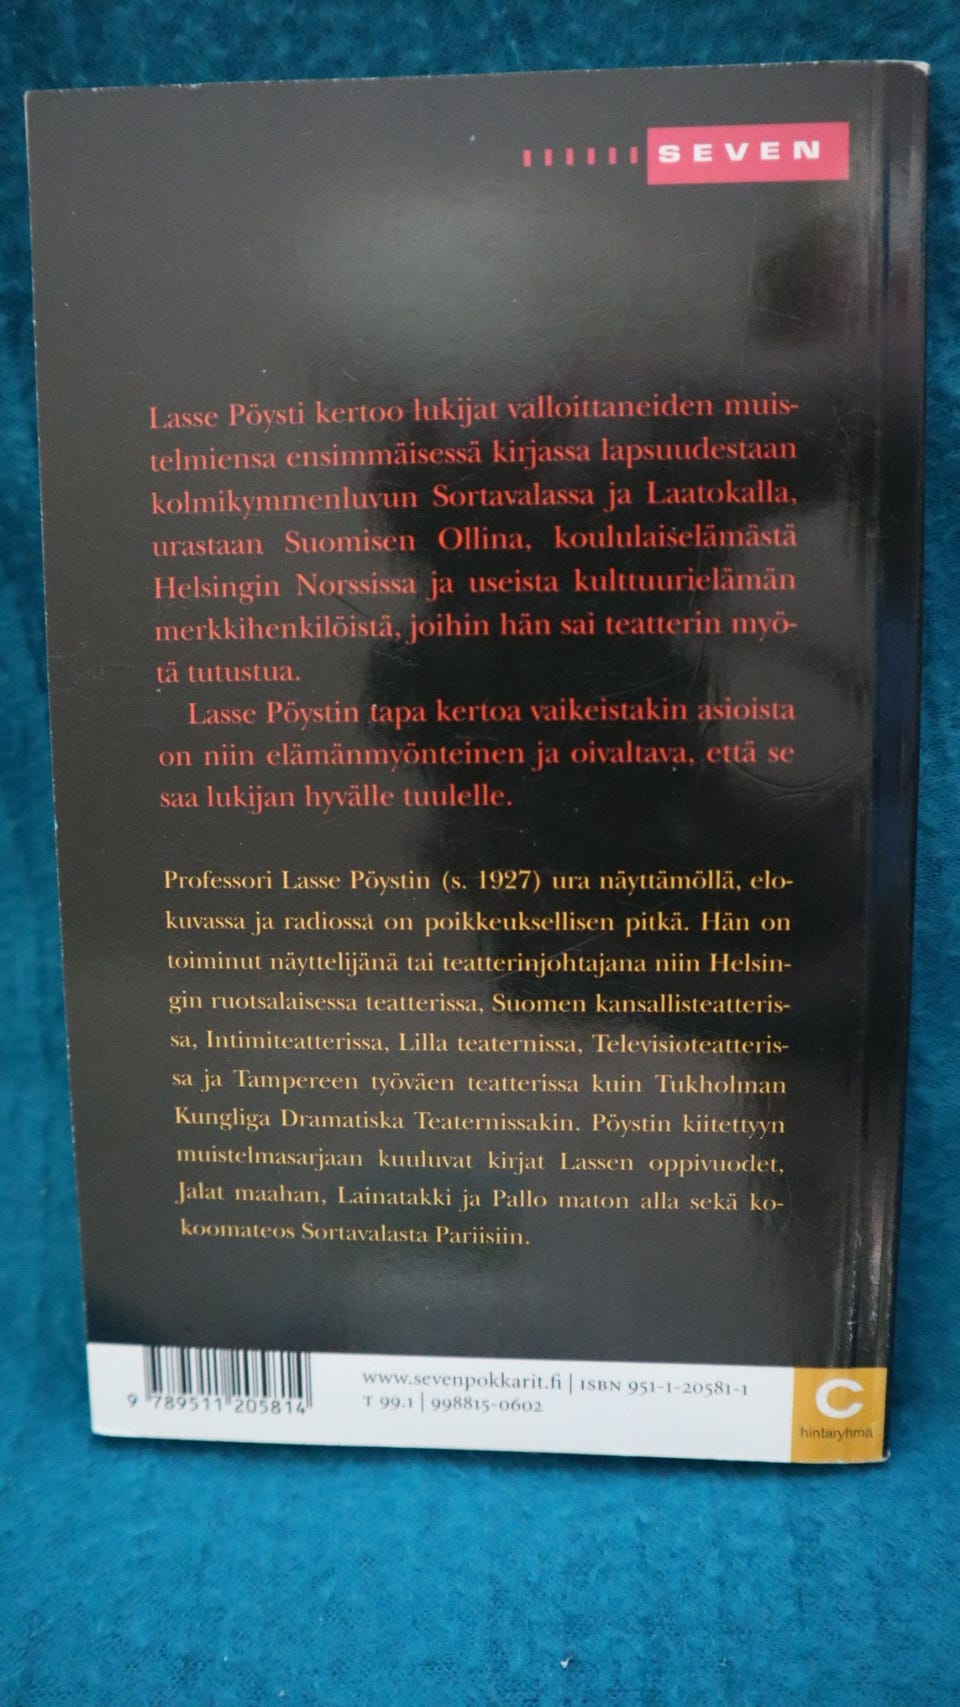 SEVEN
Lasse Pöysti kertoo lukijat valloittaneiden muis-
telmiensa ensimmäisessä kirjassa lapsuudestaan
kolmikymmenluvun Sortavalassa ja Laatokalla,
urastaan Suomisen Ollina, koululaiselämästä
Helsingin Norssissa ja useista kulttuurielämän
merkkihenkilöistä, joihin hän sai teatterin myö-
tä tutustua.
Lasse Pöystin tapa kertoa vaikeistakin asioista
on niin elämänmyönteinen ja oivaltava, että se
saa lukijan hyvälle tuulelle.
Professori Lasse Pöystin (s. 1927) ura näyttämöllä, elo-
kuvassa ja radiossa on poikkeuksellisen pitkä. Hän on
toiminut näyttelijänä tai teatterinjohtajana niin Helsin-
gin ruotsalaisessa teatterissa, Suomen kansallisteatteris-
sa, Intimiteatterissa, Lilla teaternissa, Televisioteatteris-
sa ja Tampereen työväen teatterissa kuin Tukholman
Kungliga Dramatiska Teaternissakin. Pöystin kiitettyyn
muistelmasarjaan kuuluvat kirjat Lassen oppivuodet,
Jalat maahan, Lainatakki ja Pallo maton alla sekä ko-
koomateos Sortavalasta Pariisiin.
www.sevenpokkarit.fi | ISBN 951-1-20581-1
T 99.1 | 998815-0602
9 789511 205814
C
hintaryhmä